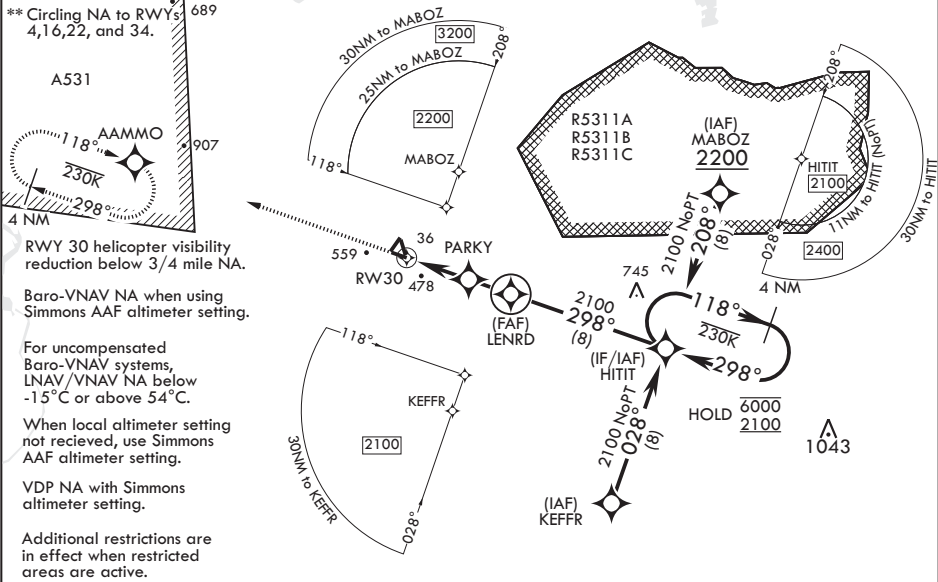 ** Circling NA to RWYs
4,16,22, and 34.
689
A531
AAMMO
118°
230K
298°
4 NM
907
RWY 30 helicopter visibility
reduction below 3/4 mile NA.
Baro-VNAV NA when using
Simmons AAF altimeter setting.
For uncompensated
Baro-VNAV systems,
LNAV/VNAV NA below
-15°C or above 54°C.
When local altimeter setting
not recieved, use Simmons
AAF altimeter setting.
VDP NA with Simmons
altimeter setting.
Additional restrictions are
in effect when restricted
areas are active.
30NM to MABOZ
3200
208°
25NM to MABOZ
2200
MABOZ
118°
R5311A
R5311B
R5311C
(IAF)
MABOZ
2200
2100 NoPT
208°
(8)
208°
HITIT
2100
11NM to HITIT (NoPT)
30NM to HITIT
028°
2400
4 NM
559
36
RW30
478
PARKY
(FAF)
LENRD
2100
298°
(8)
745
118°
230K
298°
(IF/IAF)
HITIT
HOLD
6000
2100
1043
2100 NoPT
028°
(8)
(IAF)
KEFFR
118°
KEFFR
2100
30NM to KEFFR
028°